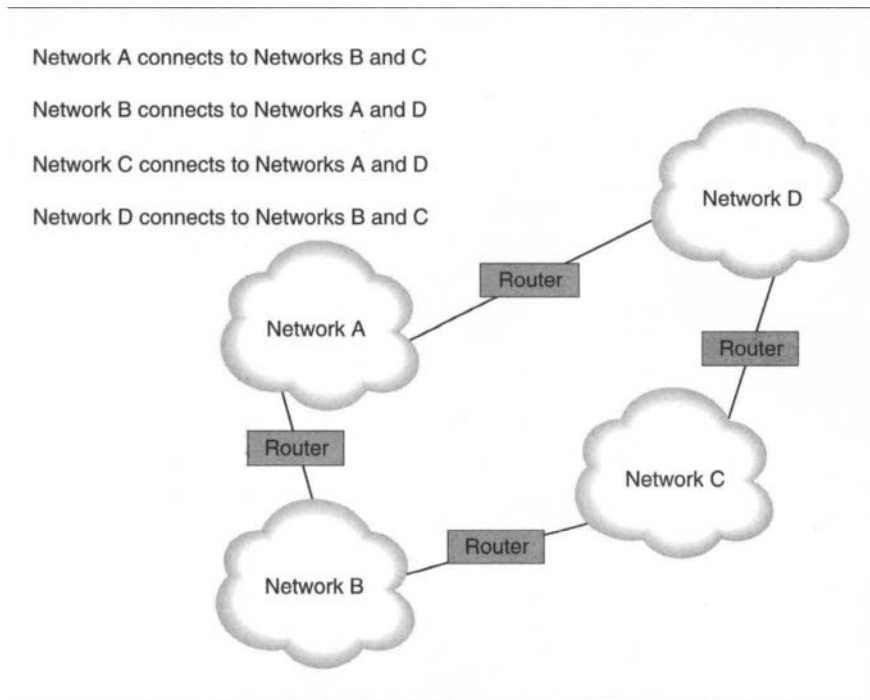 Network A connects to Networks B and C
Network B connects to Networks A and D
Network C connects to Networks A and D
Network D connects to Networks B and C
Network D
Router
Network A
Router
Router
Network C
Router
Network B